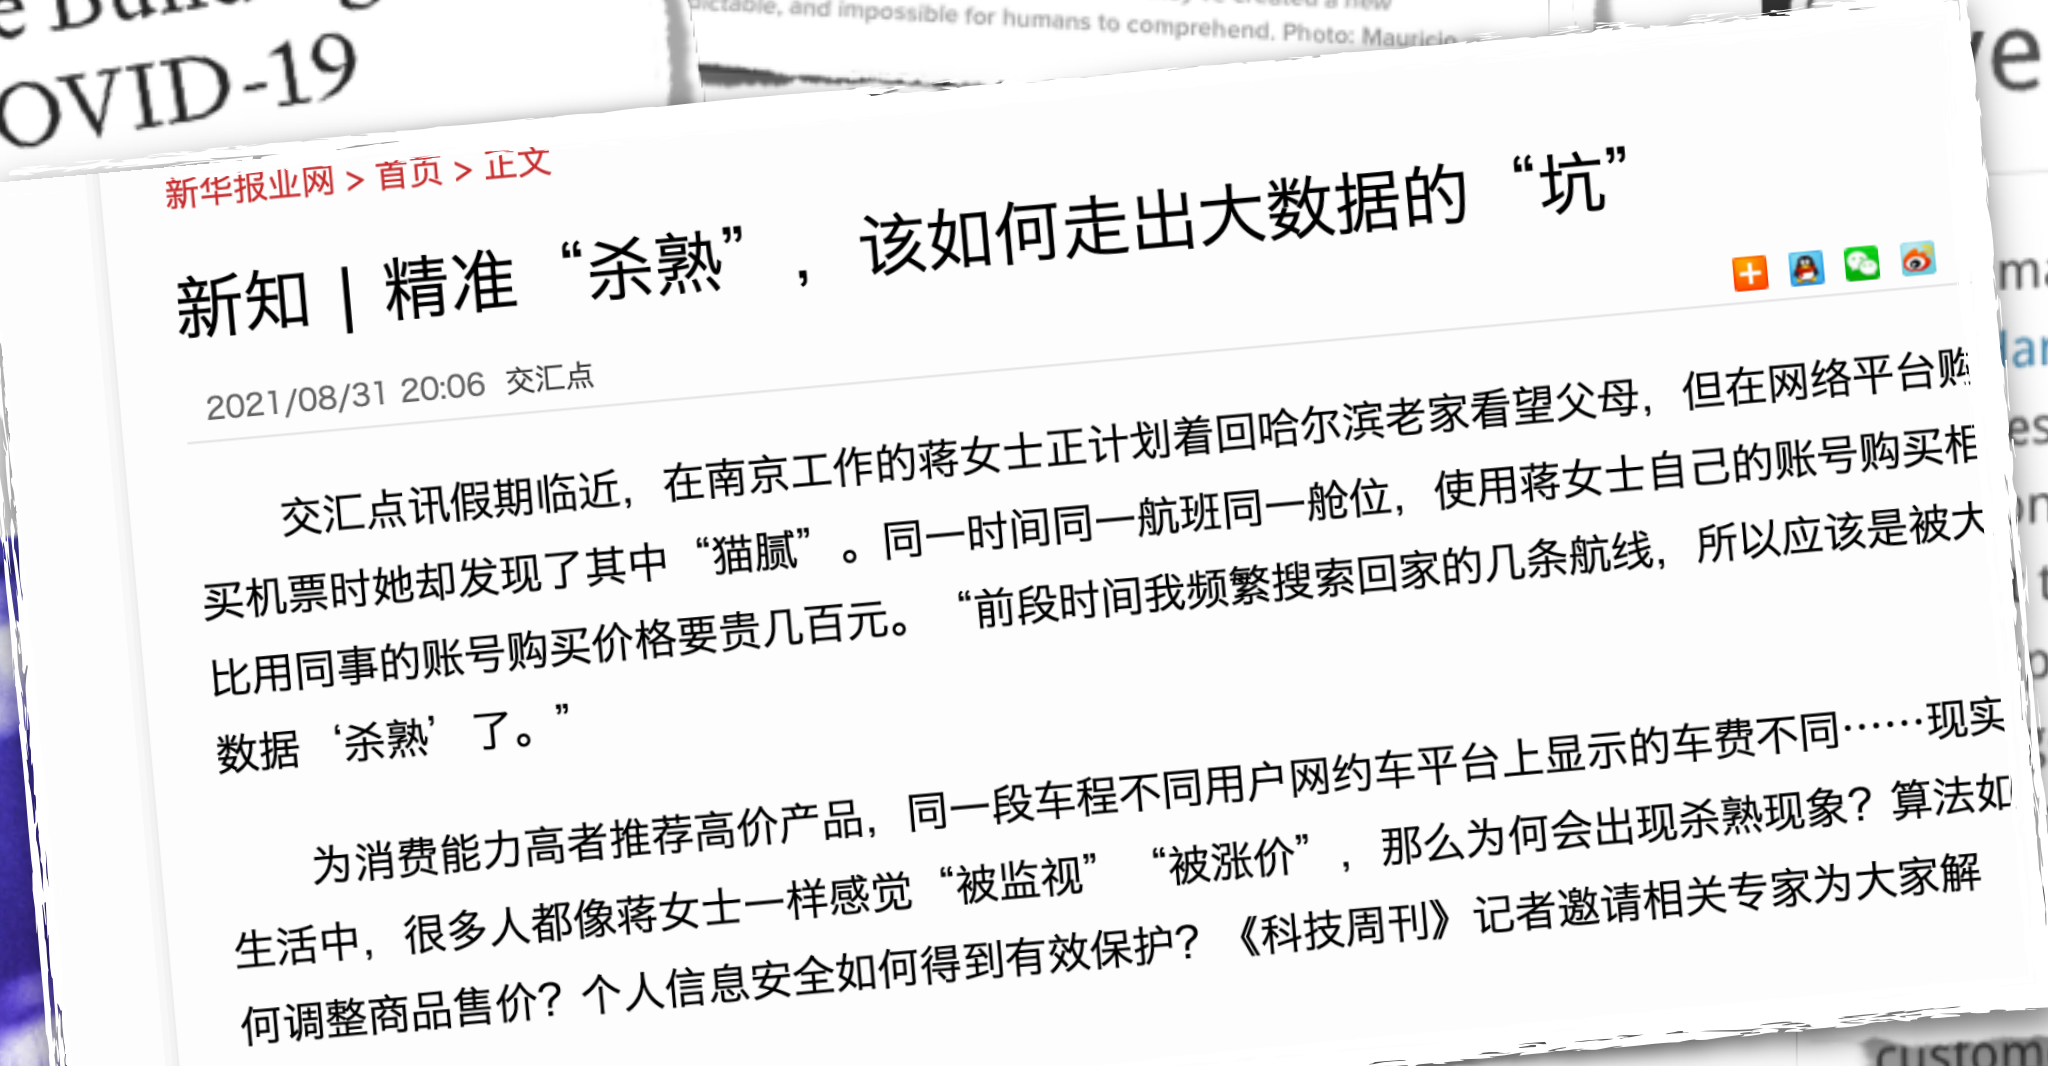 OVID-19
dictable, and impossible for humans to comprehend. Photo: Mauricio
新华报业网 > 首页 > 正文
新知 | 精准“杀熟”，该如何走出大数据的“坑”
2021/08/31 20:06 交汇点
交汇点讯假期临近，在南京工作的蒋女士正计划着回哈尔滨老家看望父母，但在网络平台购
买机票时她却发现了其中“猫腻”。同一时间同一航班同一舱位，使用蒋女士自己的账号购买相
比用同事的账号购买价格要贵几百元。“前段时间我频繁搜索回家的几条航线，所以应该是被大
数据‘杀熟’了。”
为消费能力高者推荐高价产品，同一段车程不同用户网约车平台上显示的车费不同……现实
生活中，很多人都像蒋女士一样感觉“被监视”“被涨价”，那么为何会出现杀熟现象？算法如
何调整商品售价？个人信息安全如何得到有效保护？《科技周刊》记者邀请相关专家为大家解
custom